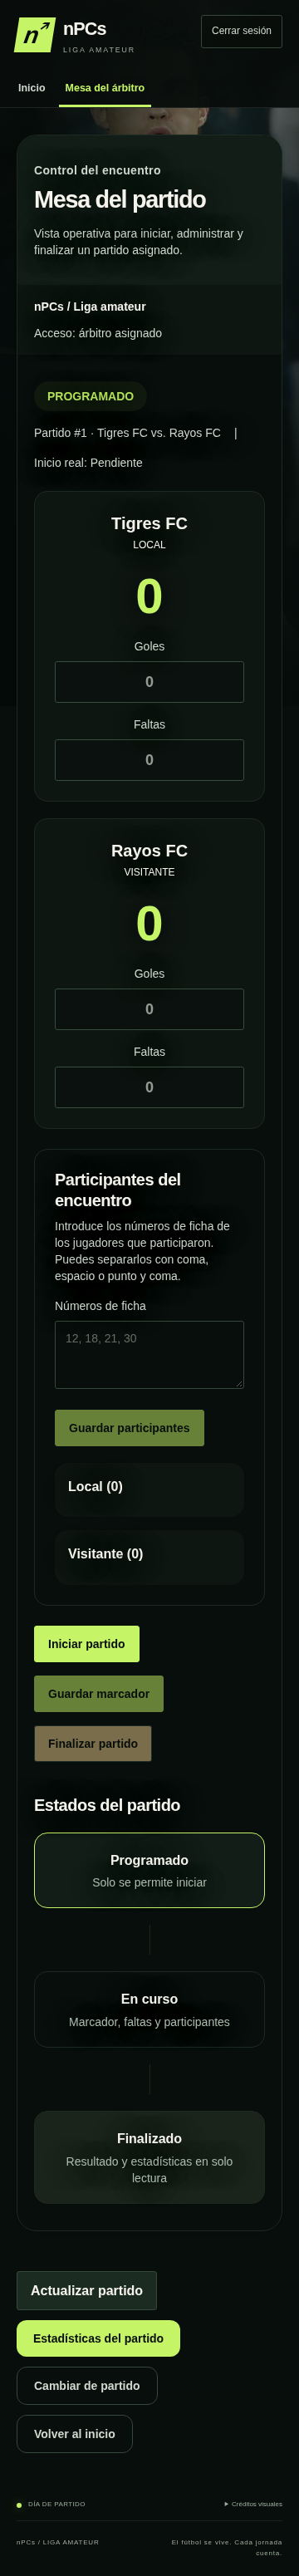 n
nPCs
LIGA AMATEUR
Cerrar sesión
Inicio
Mesa del árbitro
Control del encuentro
Mesa del partido
Vista operativa para iniciar, administrar y
finalizar un partido asignado.
nPCs / Liga amateur
Acceso: árbitro asignado
PROGRAMADO
Partido #1 · Tigres FC vs. Rayos FC |
Inicio real: Pendiente
Tigres FC
LOCAL
0
Goles
0
Faltas
0
Rayos FC
VISITANTE
0
Goles
0
Faltas
0
Participantes del
encuentro
Introduce los números de ficha de
los jugadores que participaron.
Puedes separarlos con coma,
espacio o punto y coma.
Números de ficha
12, 18, 21, 30
Guardar participantes
Local (0)
Visitante (0)
Iniciar partido
Guardar marcador
Finalizar partido
Estados del partido
Programado
Solo se permite iniciar
En curso
Marcador, faltas y participantes
Finalizado
Resultado y estadísticas en solo
lectura
Actualizar partido
Estadísticas del partido
Cambiar de partido
Volver al inicio
DÍA DE PARTIDO
Créditos visuales
nPCs / LIGA AMATEUR
El fútbol se vive. Cada jornada
cuenta.